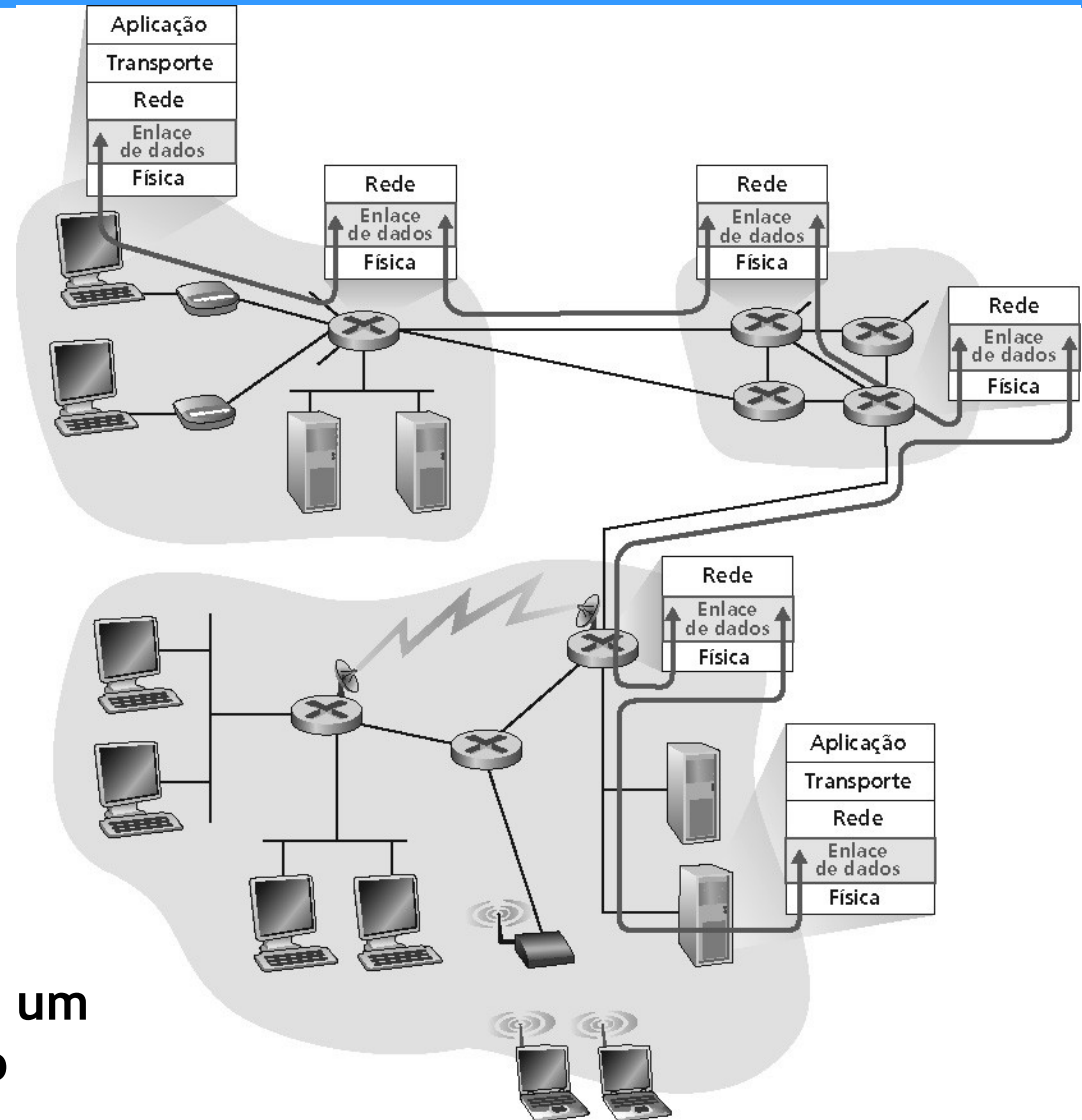 Aplicação
Transporte
Rede
Enlace
de dados
Física
Rede
Enlace
de dados
Física
Rede
Enlace
de dados
Física
Rede
Enlace
de dados
Física
Rede
Enlace
de dados
Física
Aplicação
Transporte
Rede
Enlace
de dados
Física
um